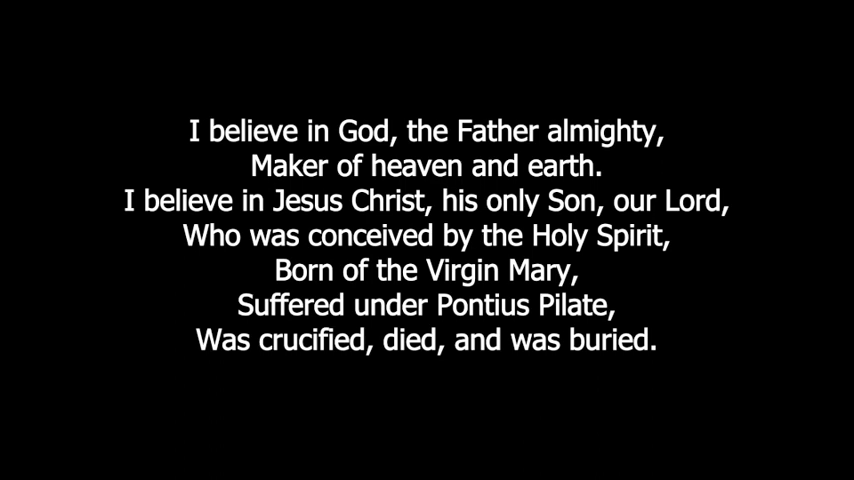 I believe in God, the Father almighty,
Maker of heaven and earth.
I believe in Jesus Christ, his only Son, our Lord,
Who was conceived by the Holy Spirit,
Born of the Virgin Mary,
Suffered under Pontius Pilate,
Was crucified, died, and was buried.